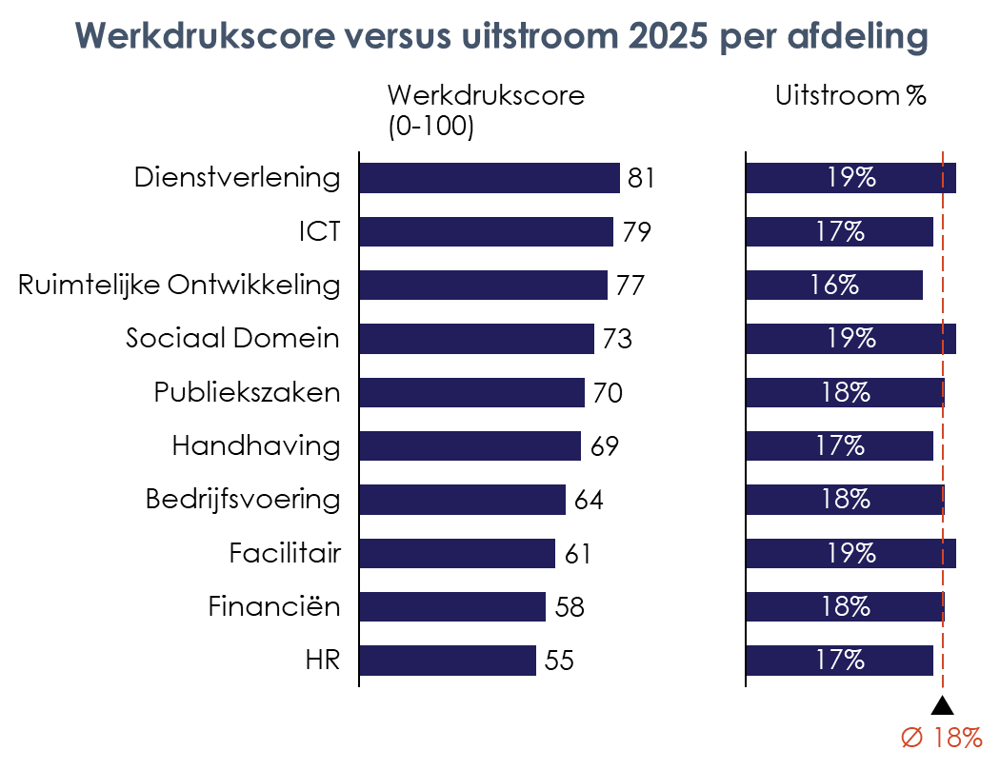 Werkdrukscore versus uitstroom 2025 per afdeling
Werkdrukscore
(0-100)
Uitstroom %
Dienstverlening 81 19%
ICT 79 17%
Ruimtelijke Ontwikkeling 77 16%
Sociaal Domein 73 19%
Publiekszaken 70 18%
Handhaving 69 17%
Bedrijfsvoering 64 18%
Facilitair 61 19%
Financiën 58 18%
HR 55 17%
Ø 18%